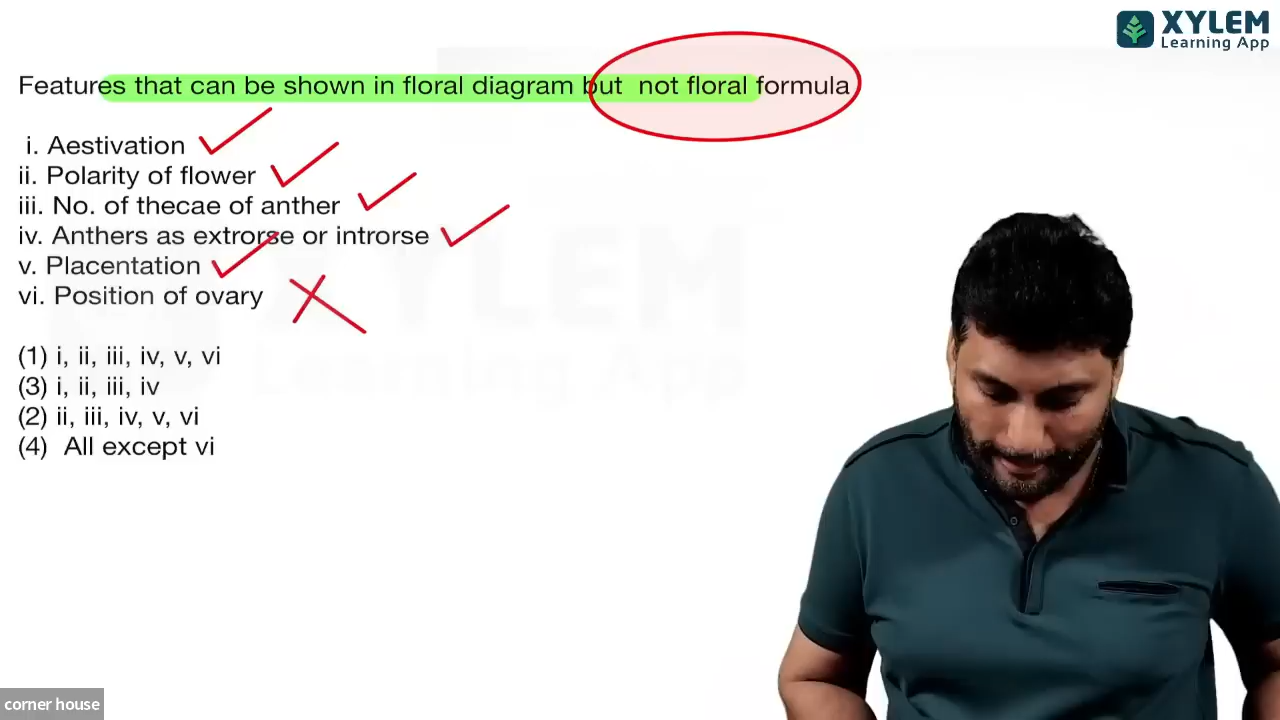 XYLEM
Learning App
Features that can be shown in floral diagram but not floral formula
i. Aestivation
ii. Polarity of flower
iii. No. of thecae of anther
iv. Anthers as extrorse or introrse
v. Placentation
vi. Position of ovary
XYLEM
Learning App
(1) i, ii, iii, iv, v, vi
(3) i, ii, iii, iv
(2) ii, iii, iv, v, vi
(4) All except vi
corner house